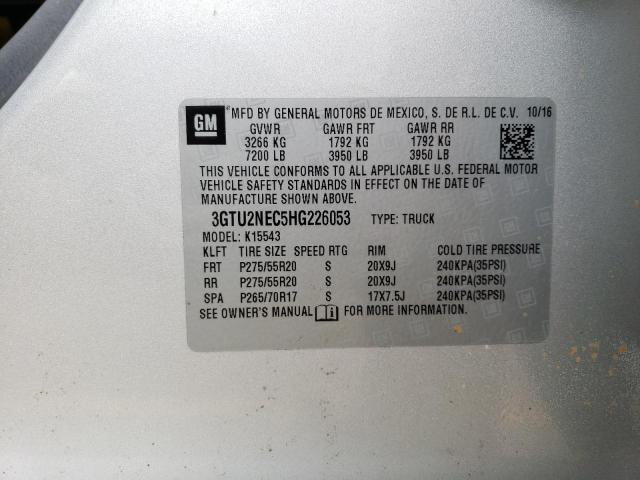 GM
® MFD BY GENERAL MOTORS DE MEXICO, S. DE R.L. DE C.V. 10/16
GVWR GAWR FRT GAWR RR
3266 KG 1792 KG 1792 KG
7200 LB 3950 LB 3950 LB
THIS VEHICLE CONFORMS TO ALL APPLICABLE U.S. FEDERAL MOTOR
VEHICLE SAFETY STANDARDS IN EFFECT ON THE DATE OF
MANUFACTURE SHOWN ABOVE.
3GTU2NEC5HG226053 TYPE: TRUCK
MODEL: K15543
KLFT TIRE SIZE SPEED RTG RIM COLD TIRE PRESSURE
FRT P275/55R20 S 20X9J 240KPA(35PSI)
RR P275/55R20 S 20X9J 240KPA(35PSI)
SPA P265/70R17 S 17X7.5J 240KPA(35PSI)
SEE OWNER'S MANUAL FOR MORE INFORMATION.